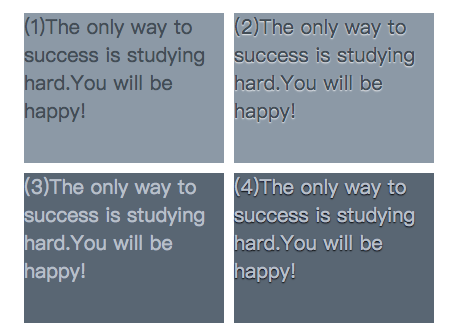 (1)The only way to
success is studying
hard.You will be
happy!
(2)The only way to
success is studying
hard.You will be
happy!
(3)The only way to
success is studying
hard.You will be
happy!
(4)The only way to
success is studying
hard.You will be
happy!